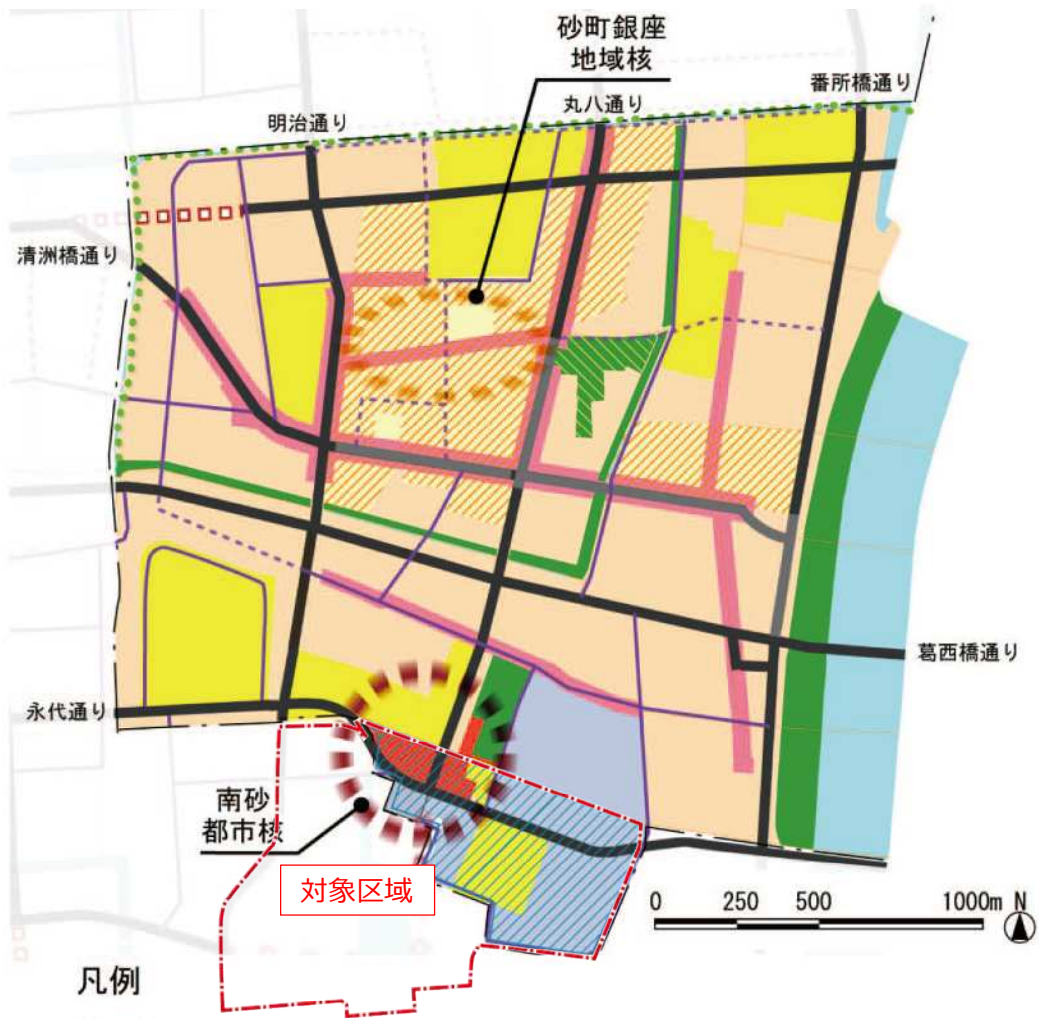 砂町銀座
地域核
番所橋通り
丸八通り
明治通り
清洲橋通り
葛西橋通り
永代通り
南砂
都市核
対象区域
0 250 500 1000m N
凡例